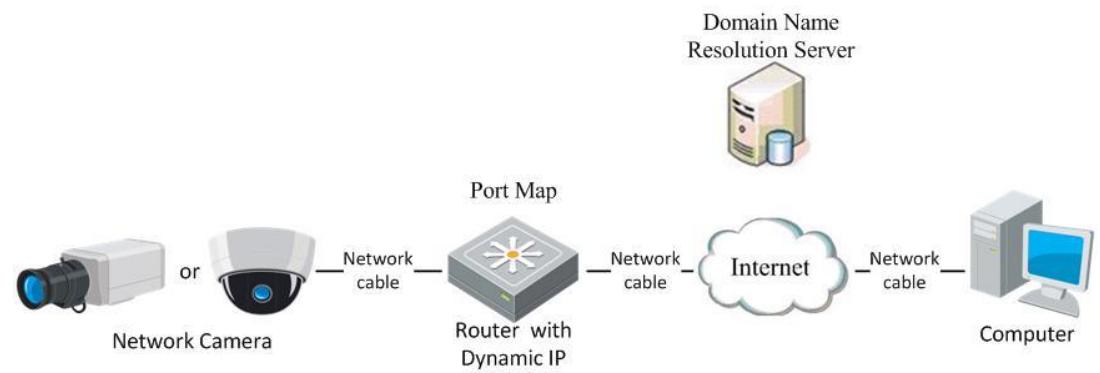 Domain Name
Resolution Server
Port Map
or
Network
cable
Network
cable
Internet
Network
cable
Network Camera
Router with
Dynamic IP
Computer